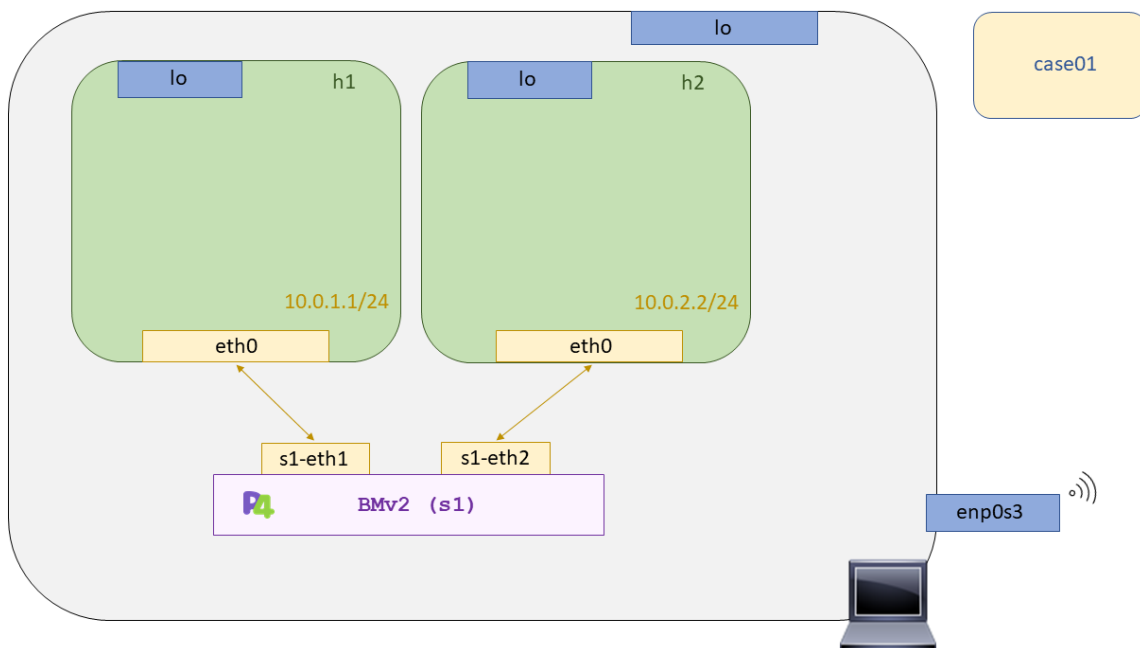 lo
case01
lo
h1
lo
h2
10.0.1.1/24
10.0.2.2/24
eth0
eth0
s1-eth1
s1-eth2
P4
BMv2 (s1)
enp0s3